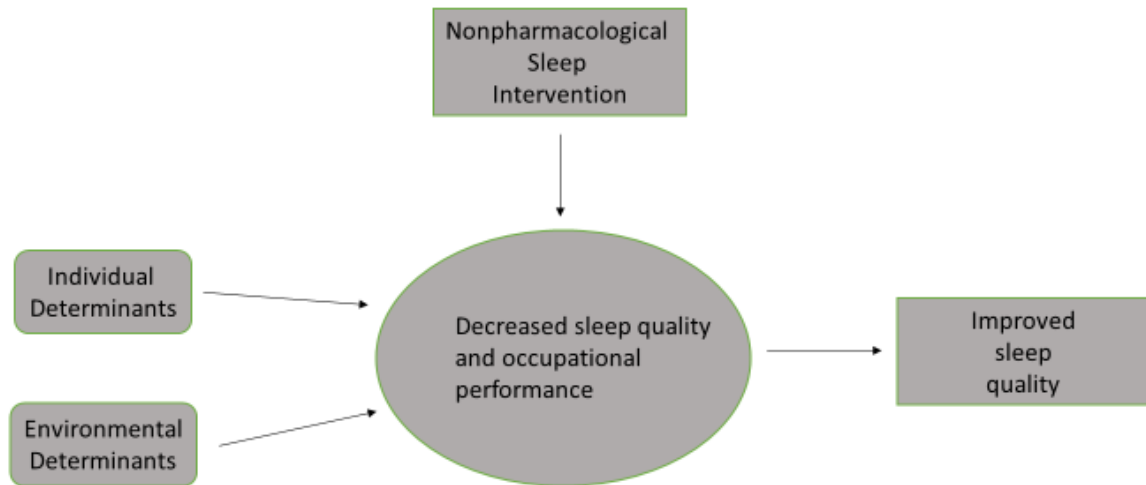 Nonpharmacological
Sleep
Intervention
Individual
Determinants
Decreased sleep quality
and occupational
performance
Improved
sleep
quality
Environmental
Determinants